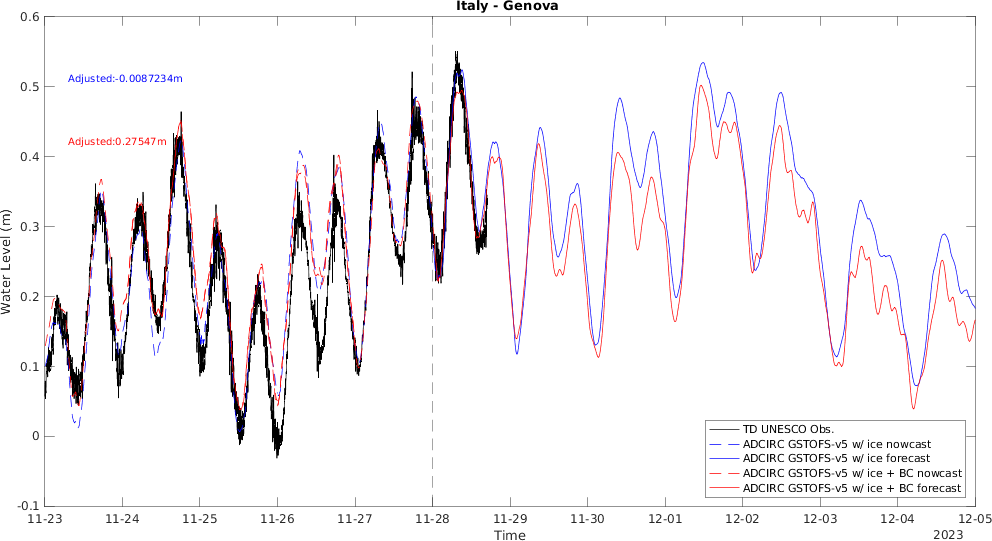 Italy - Genova
0.6
0.5
0.4
0.3
0.2
0.1
0
-0.1
Water Level (m)
Adjusted:-0.0087234m
Adjusted:0.27547m
TD UNESCO Obs.
ADCIRC GSTOFS-v5 w/ ice nowcast
ADCIRC GSTOFS-v5 w/ ice forecast
ADCIRC GSTOFS-v5 w/ ice + BC nowcast
ADCIRC GSTOFS-v5 w/ ice + BC forecast
11-23 11-24 11-25 11-26 11-27 11-28 11-29 11-30 12-01 12-02 12-03 12-04 12-05
Time
2023